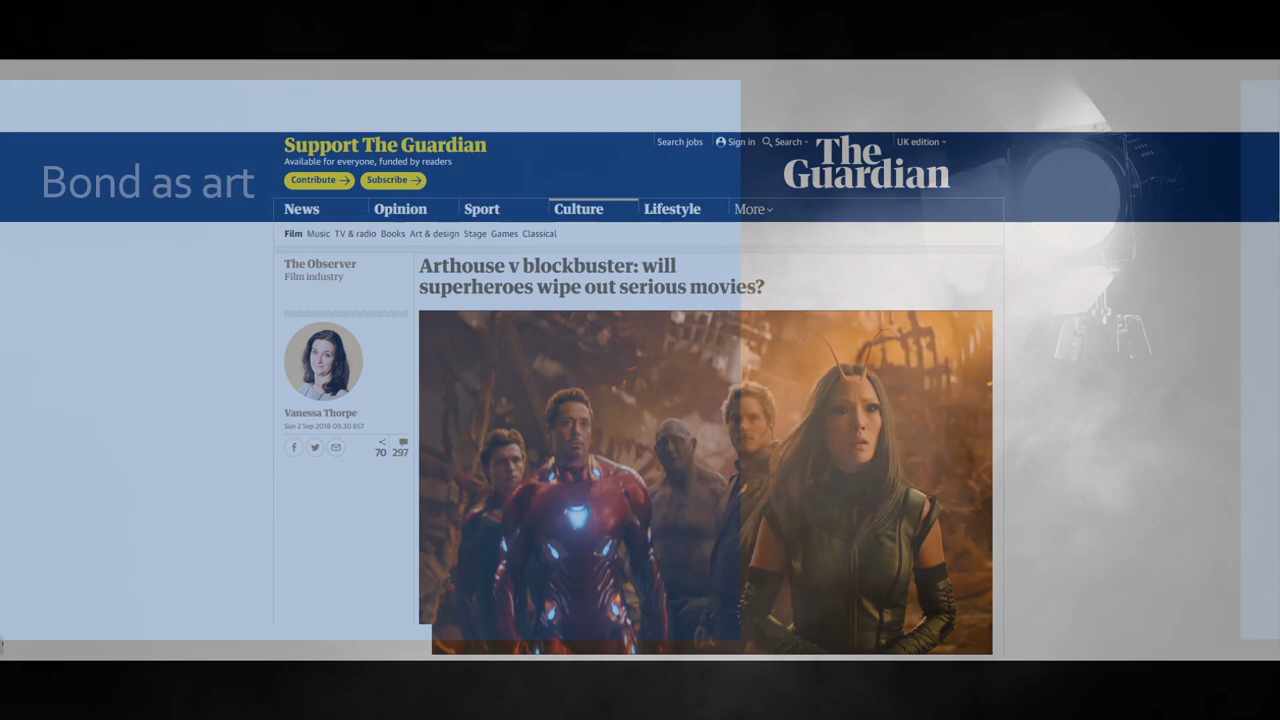 Bond as art
Support The Guardian
Available for everyone, funded by readers
Contribute
Subscribe
Search jobs
Sign in
Search
UK edition
The
Guardian
News
Opinion
Sport
Culture
Lifestyle
More
Film Music TV & radio Books Art & design Stage Games Classical
The Observer
Film industry
Arthouse v blockbuster: will
superheroes wipe out serious movies?
Vanessa Thorpe
Sun 2 Sep 2018 09.30 BST
70
297